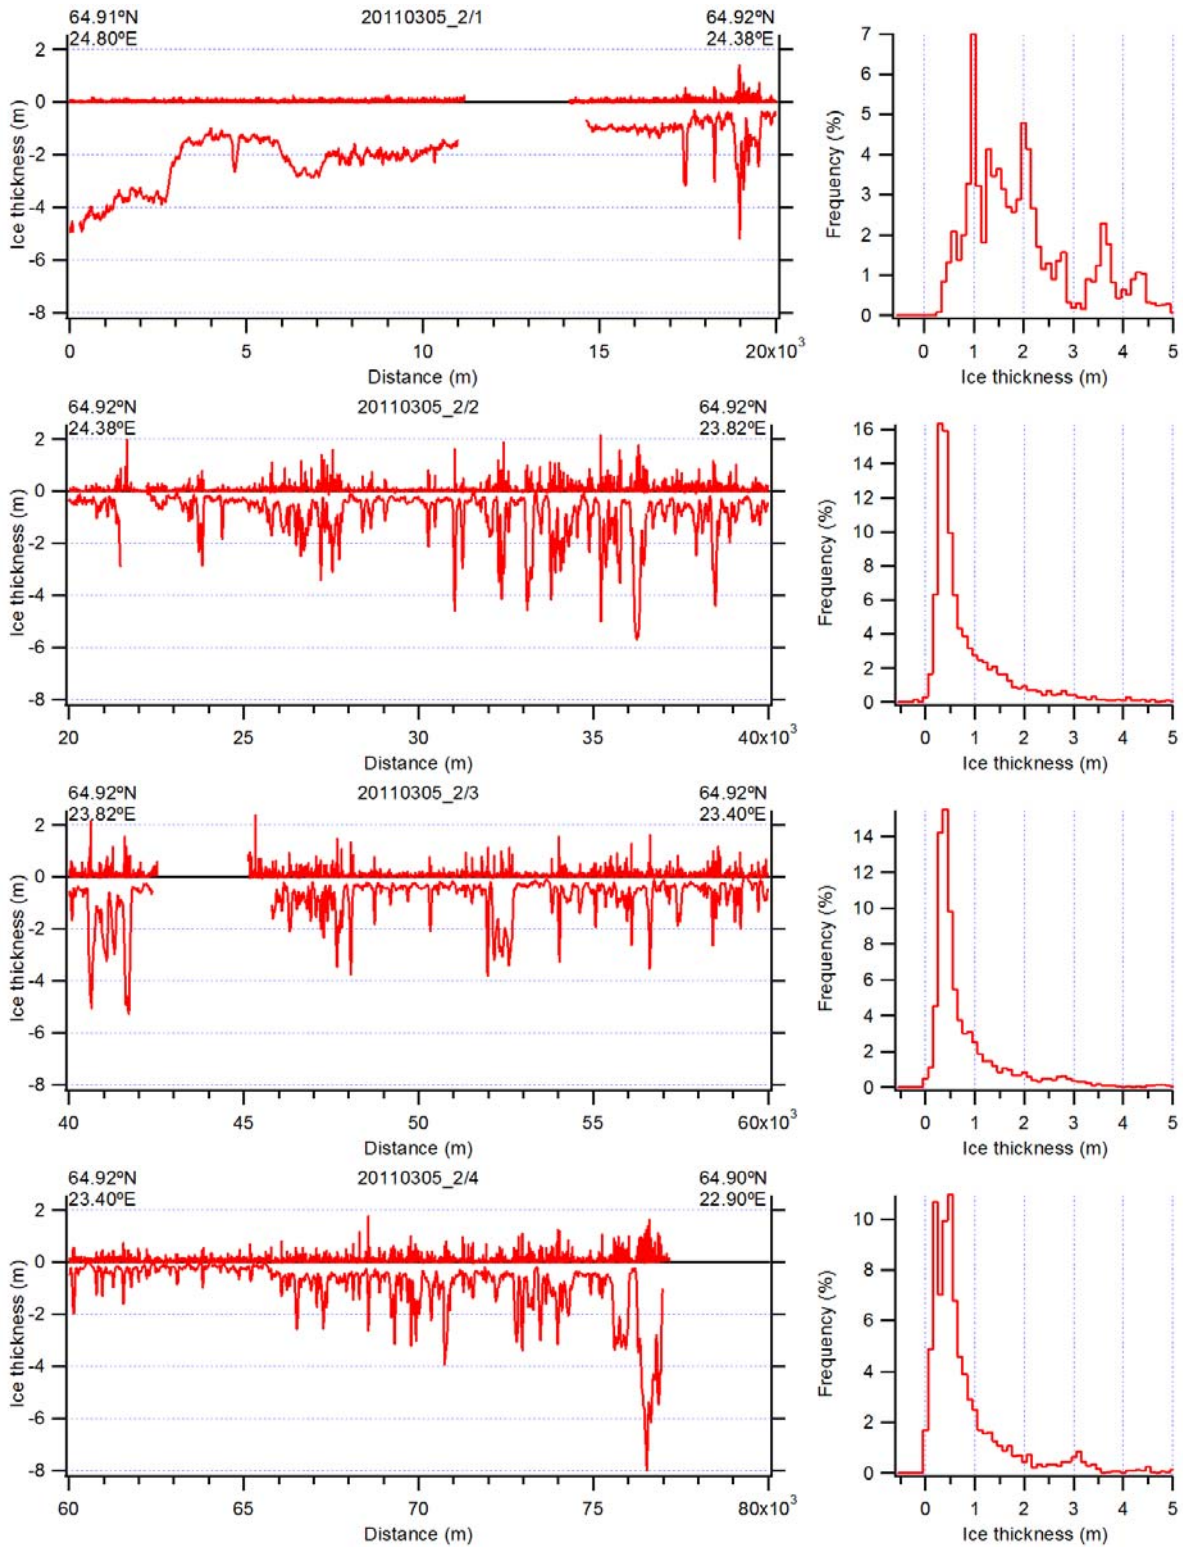 64.91ºN 20110305_2/1 64.92ºN
24.80ºE 24.38ºE
2
0
-2
-4
-6
-8
Ice thickness (m)
0 5 10 15 20x10³
Distance (m)
7
6
5
4
3
2
1
0
Frequency (%)
0 1 2 3 4 5
Ice thickness (m)
64.92ºN 20110305_2/2 64.92ºN
24.38ºE 23.82ºE
2
0
-2
-4
-6
-8
Ice thickness (m)
20 25 30 35 40x10³
Distance (m)
16
14
12
10
8
6
4
2
0
Frequency (%)
0 1 2 3 4 5
Ice thickness (m)
64.92ºN 20110305_2/3 64.92ºN
23.82ºE 23.40ºE
2
0
-2
-4
-6
-8
Ice thickness (m)
40 45 50 55 60x10³
Distance (m)
14
12
10
8
6
4
2
0
Frequency (%)
0 1 2 3 4 5
Ice thickness (m)
64.92ºN 20110305_2/4 64.90ºN
23.40ºE 22.90ºE
2
0
-2
-4
-6
-8
Ice thickness (m)
60 65 70 75 80x10³
Distance (m)
10
8
6
4
2
0
Frequency (%)
0 1 2 3 4 5
Ice thickness (m)